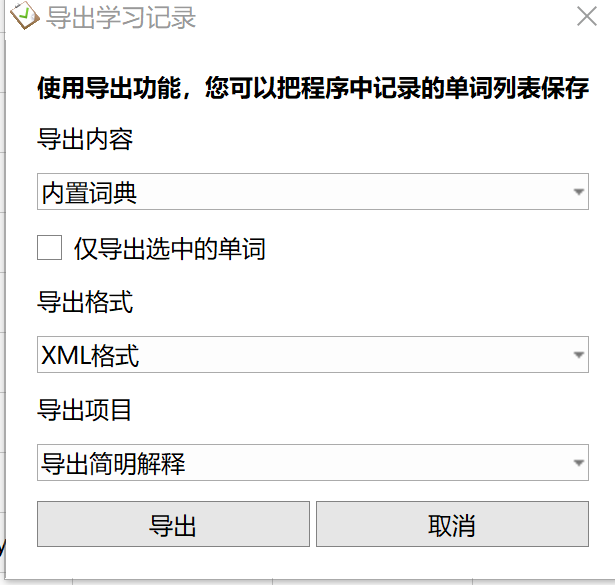 导出学习记录
使用导出功能，您可以把程序中记录的单词列表保存
导出内容
内置词典
仅导出选中的单词
导出格式
XML格式
导出项目
导出简明解释
导出
取消